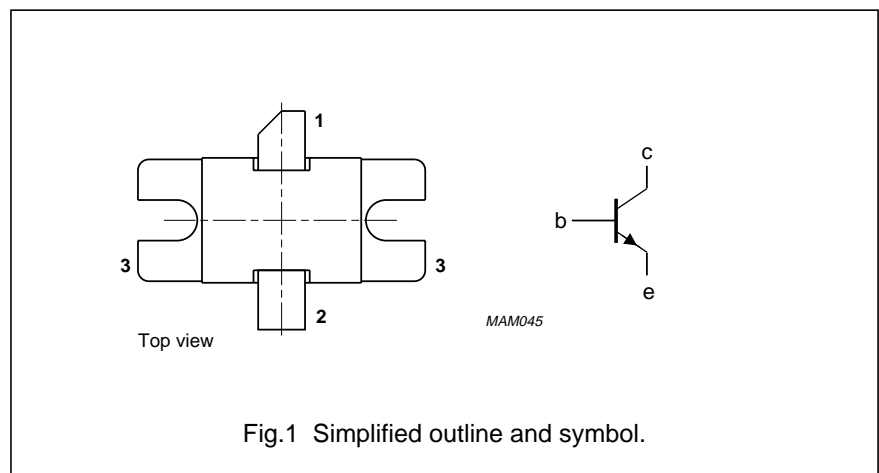 1
c
b
3
3
e
2
MAM045
Top view
Fig.1 Simplified outline and symbol.